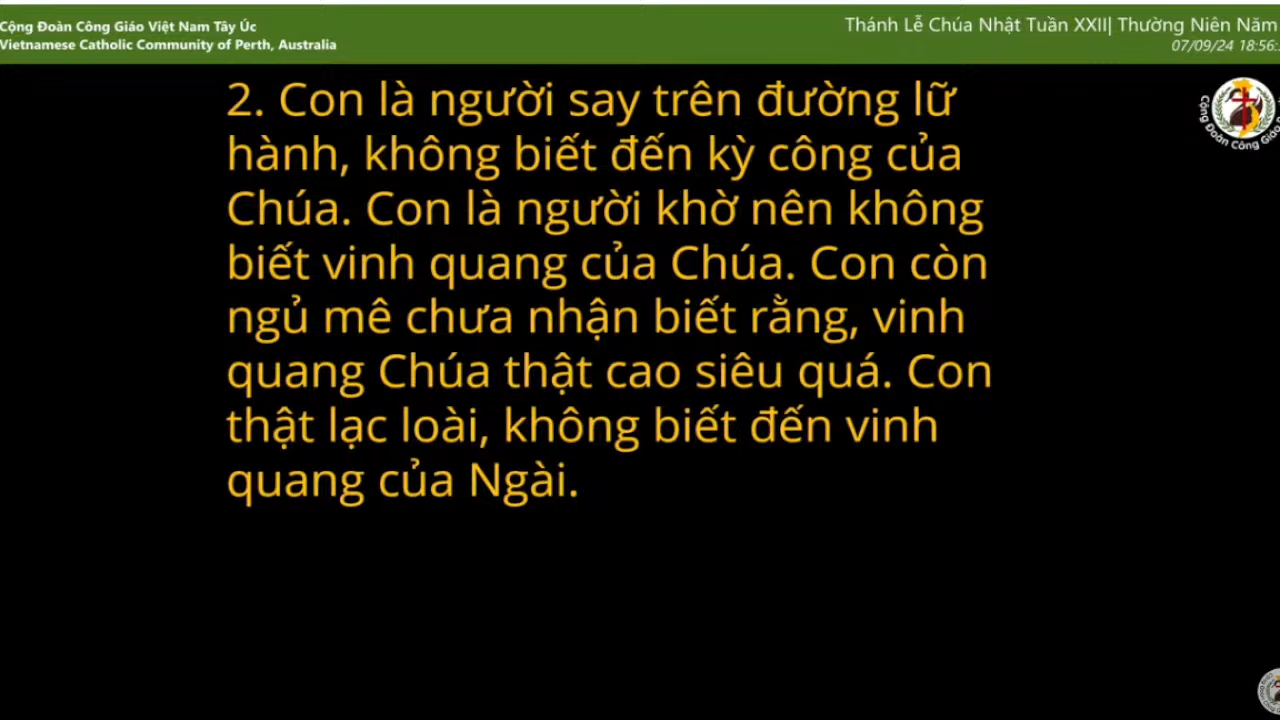 Cộng Đoàn Công Giáo Việt Nam Tây Úc
Vietnamese Catholic Community of Perth, Australia
Thánh Lễ Chúa Nhật Tuần XXII| Thường Niên Năm
07/09/24 18:56:
2. Con là người say trên đường lữ
hành, không biết đến kỳ công của
Chúa. Con là người khờ nên không
biết vinh quang của Chúa. Con còn
ngủ mê chưa nhận biết rằng, vinh
quang Chúa thật cao siêu quá. Con
thật lạc loài, không biết đến vinh
quang của Ngài.
Cộng Đoàn Công Giáo